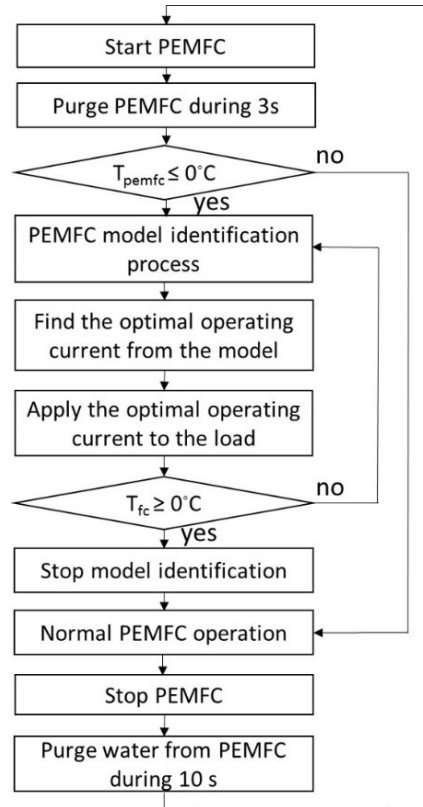 Start PEMFC
Purge PEMFC during 3s
T_pemfc ≤ 0°C
no
yes
PEMFC model identification
process
Find the optimal operating
current from the model
Apply the optimal operating
current to the load
T_fc ≥ 0°C
no
yes
Stop model identification
Normal PEMFC operation
Stop PEMFC
Purge water from PEMFC
during 10 s